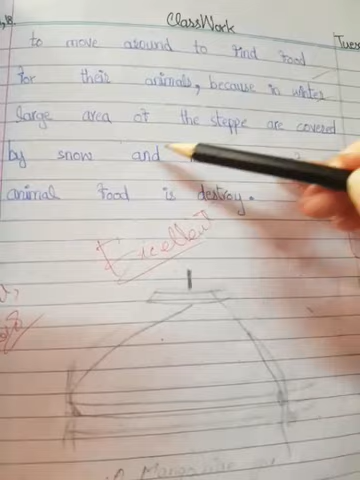 ClassWork
to move around to find food
for their animals, because in winter
large area of the steppe are covered
by snow and
animal food is destroy.
Excellent